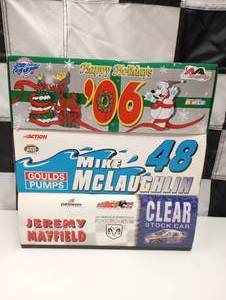 Happy Holidays
'06
ACTION
MIKE
48
GOULDS
PUMPS
McLAUGHLIN
JEREMY
MAYFIELD
CLEAR
STOCK CAR